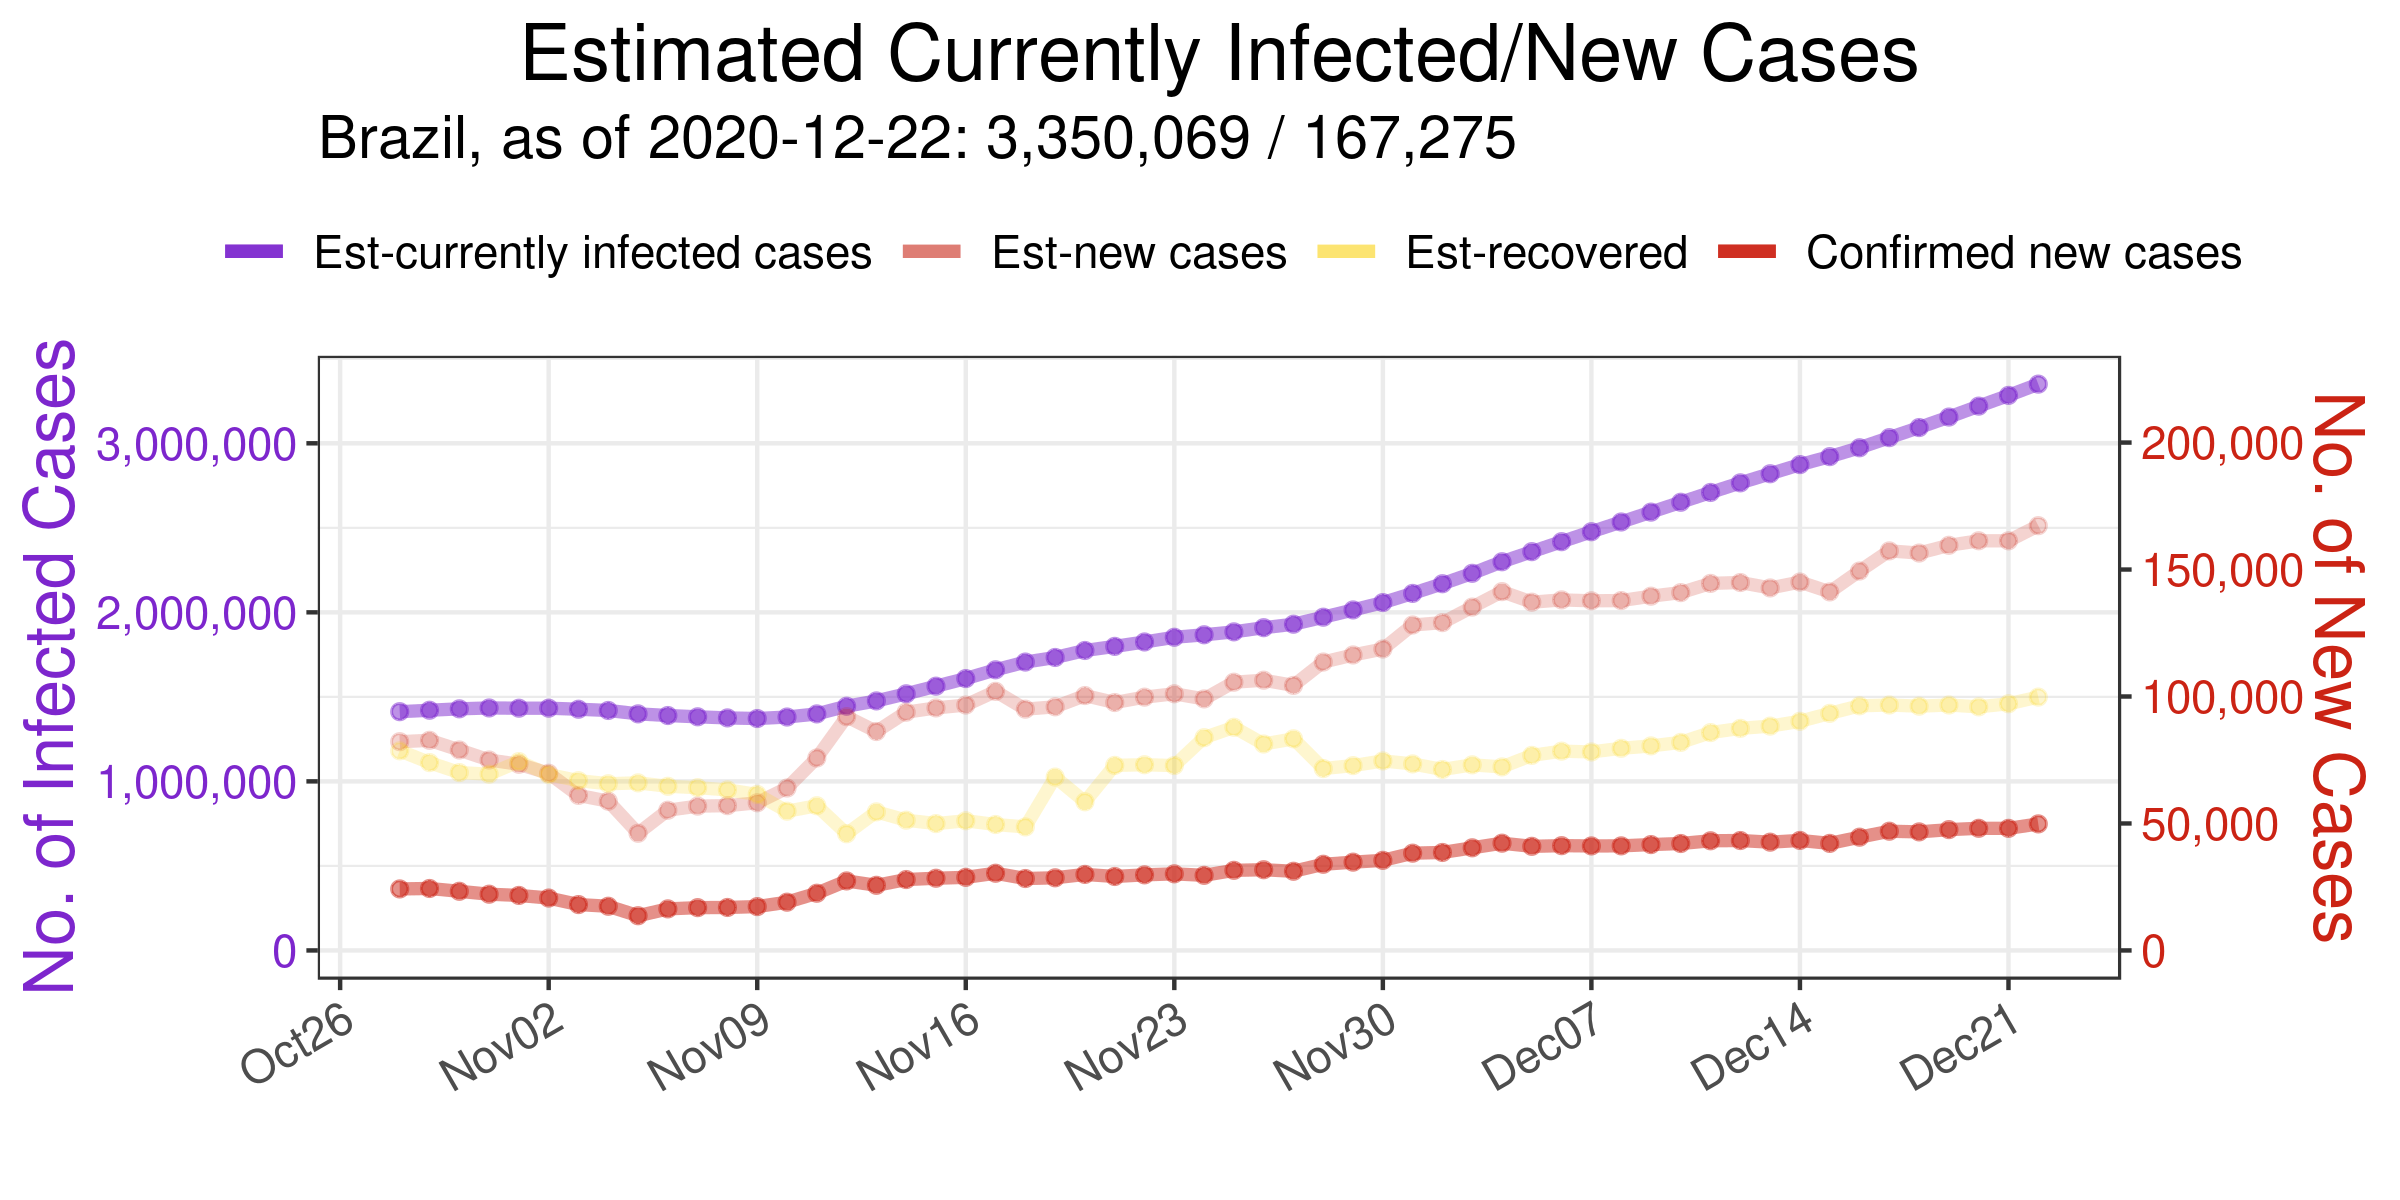 Estimated Currently Infected/New Cases
Brazil, as of 2020-12-22: 3,350,069 / 167,275
Est-currently infected cases Est-new cases Est-recovered Confirmed new cases
No. of Infected Cases
3,000,000
2,000,000
1,000,000
0
200,000
150,000
100,000
50,000
0
No. of New Cases
Oct26 Nov02 Nov09 Nov16 Nov23 Nov30 Dec07 Dec14 Dec21